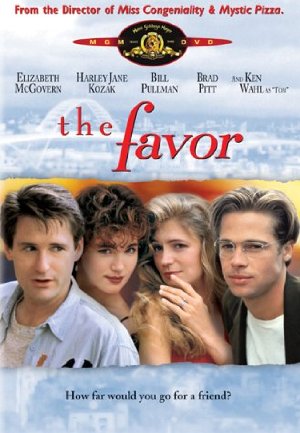 From the Director of Miss Congeniality & Mystic Pizza.
MGM DVD
ELIZABETH HARLEY JANE BILL BRAD AND KEN
MCGOVERN KOZAK PULLMAN PITT WAHL AS "TOM"
the favor
How far would you go for a friend?